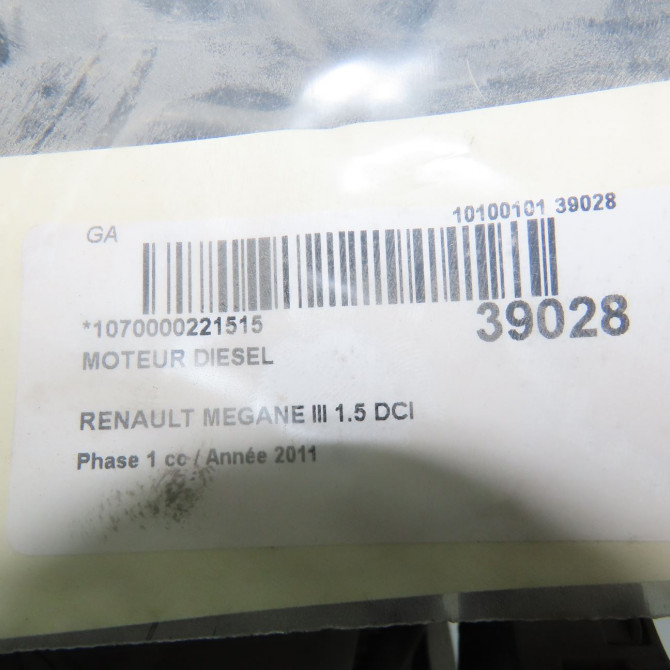 GA
10100101 39028
*1070000221515
39028
MOTEUR DIESEL
RENAULT MEGANE III 1.5 DCI
Phase 1 cc / Année 2011